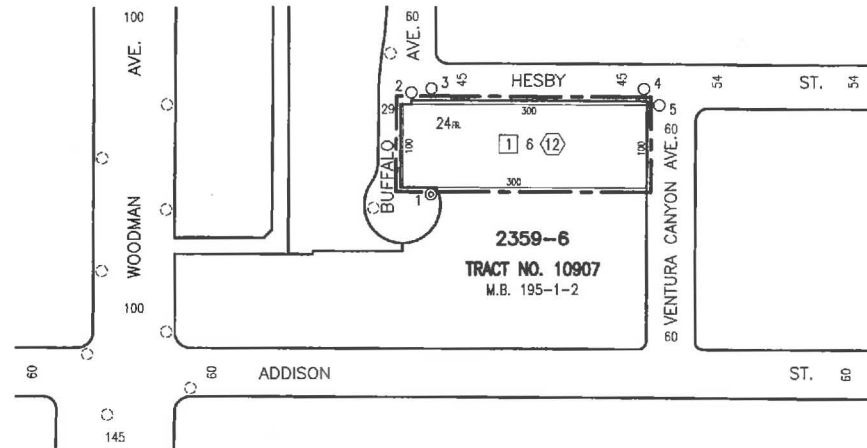 100
60
AVE.
AVE.
2
3
45
HESBY
45
4
54
ST.
54
29
300
5
24FR.
1 6 12
60
100
100
BUFFALO
300
1
VENTURA CANYON AVE.
2359-6
TRACT NO. 10907
M.B. 195-1-2
WOODMAN
100
60
60
60
ADDISON
ST.
60
145